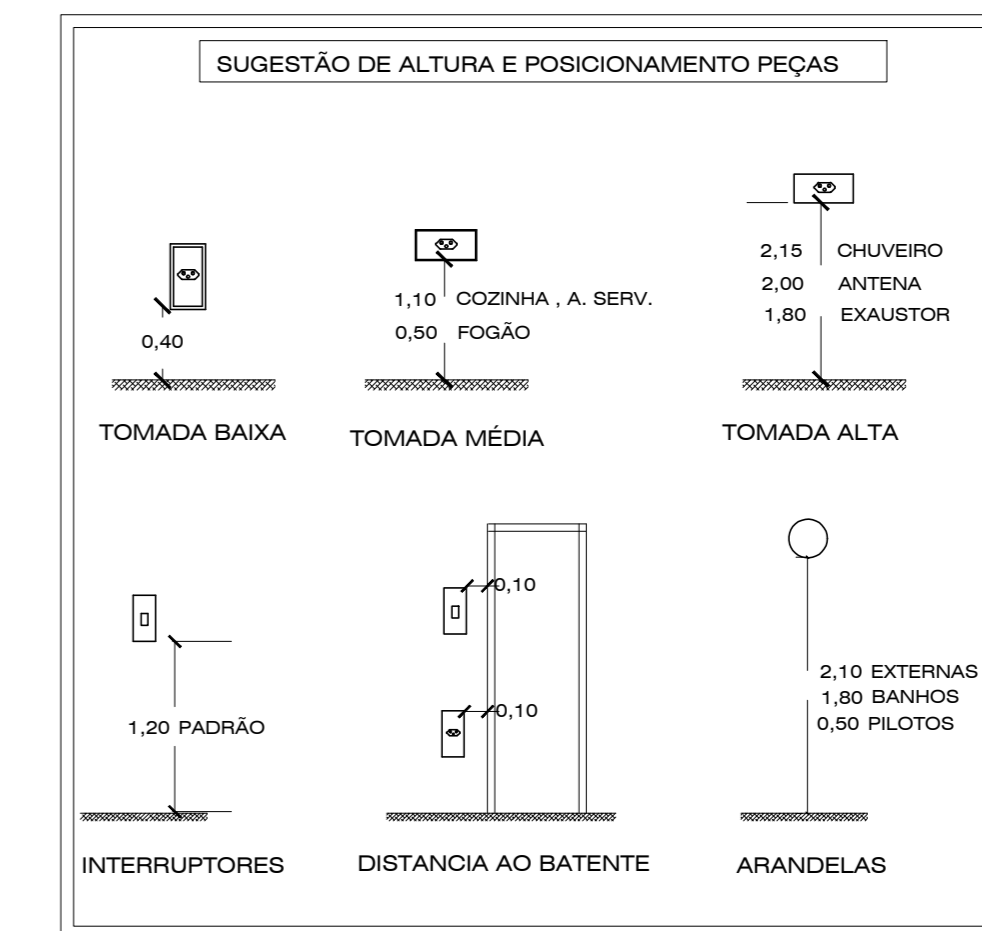 SUGESTÃO DE ALTURA E POSICIONAMENTO PEÇAS
0,40
TOMADA BAIXA
1,10 COZINHA , A. SERV.
0,50 FOGÃO
TOMADA MÉDIA
2,15 CHUVEIRO
2,00 ANTENA
1,80 EXAUSTOR
TOMADA ALTA
1,20 PADRÃO
INTERRUPTORES
0,10
0,10
DISTANCIA AO BATENTE
2,10 EXTERNAS
1,80 BANHOS
0,50 PILOTOS
ARANDELAS